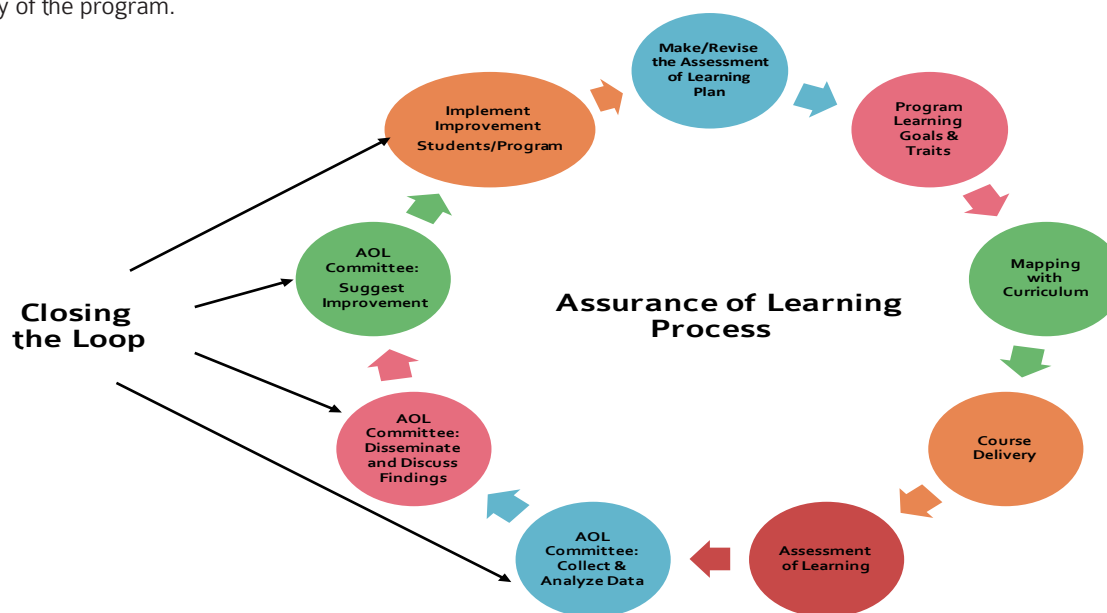 y of the program.
Make/Revise
the Assessment
of Learning
Plan
Program
Learning
Goals &
Traits
Mapping
with
Curriculum
Course
Delivery
Assessment
of Learning
AOL
Committee:
Collect &
Analyze Data
AOL
Committee:
Disseminate
and Discuss
Findings
AOL
Committee:
Suggest
Improvement
Implement
Improvement
Students/Program
Assurance of Learning
Process
Closing
the Loop